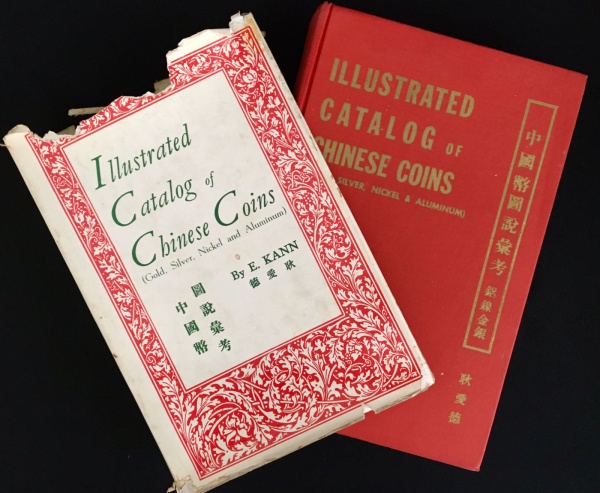 Illustrated
Catalog of
Chinese Coins
(Gold, Silver, Nickel and Aluminum)
By E. KANN
耿愛德
中國幣
圖說彙考
ILLUSTRATED
CATALOG OF
CHINESE COINS
SILVER, NICKEL & ALUMINUM)
中國幣圖說彙考
鋁鎳金銀
耿愛德